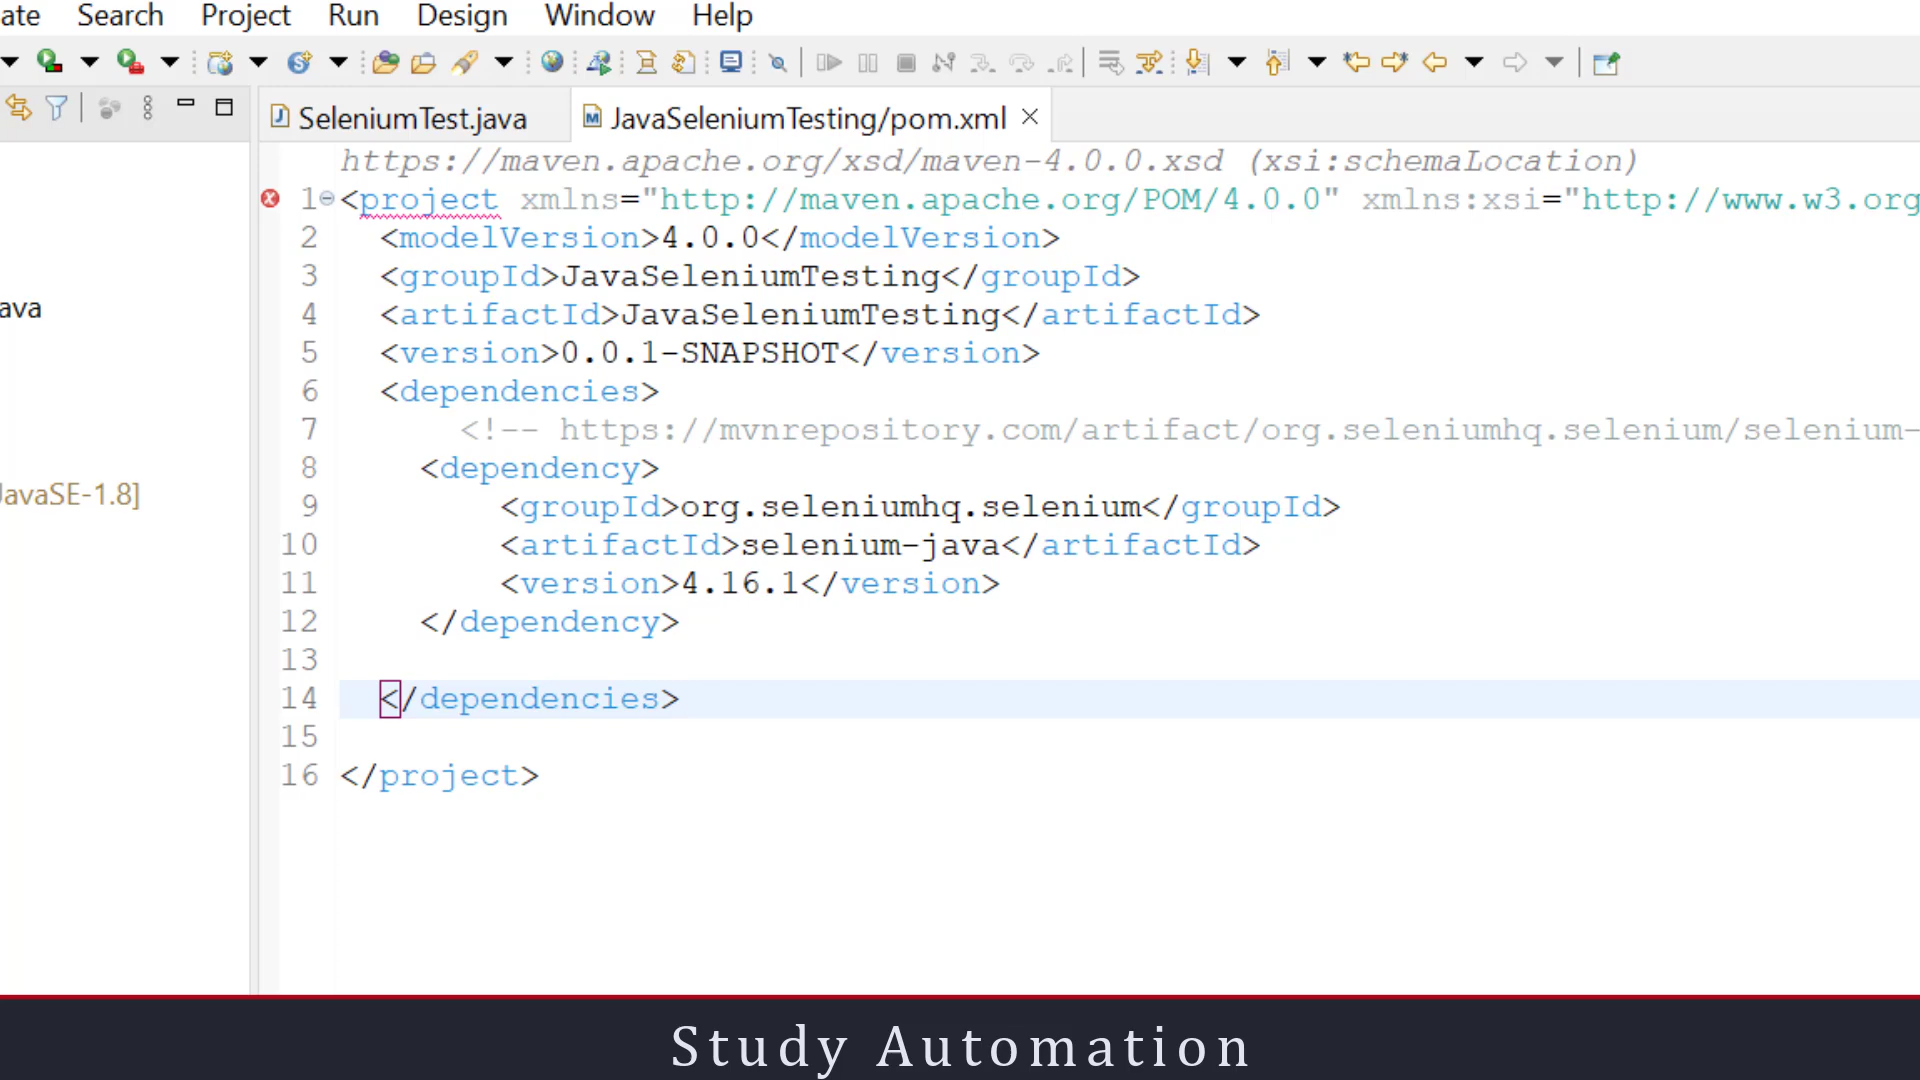 ate Search Project Run Design Window Help
SeleniumTest.java JavaSeleniumTesting/pom.xml
https://maven.apache.org/xsd/maven-4.0.0.xsd (xsi:schemaLocation)
1 <project xmlns="http://maven.apache.org/POM/4.0.0" xmlns:xsi="http://www.w3.org
2 <modelVersion>4.0.0</modelVersion>
3 <groupId>JavaSeleniumTesting</groupId>
ava
4 <artifactId>JavaSeleniumTesting</artifactId>
5 <version>0.0.1-SNAPSHOT</version>
6 <dependencies>
7 <!-- https://mvnrepository.com/artifact/org.seleniumhq.selenium/selenium-
8 <dependency>
JavaSE-1.8]
9 <groupId>org.seleniumhq.selenium</groupId>
10 <artifactId>selenium-java</artifactId>
11 <version>4.16.1</version>
12 </dependency>
13
14 </dependencies>
15
16 </project>
Study Automation